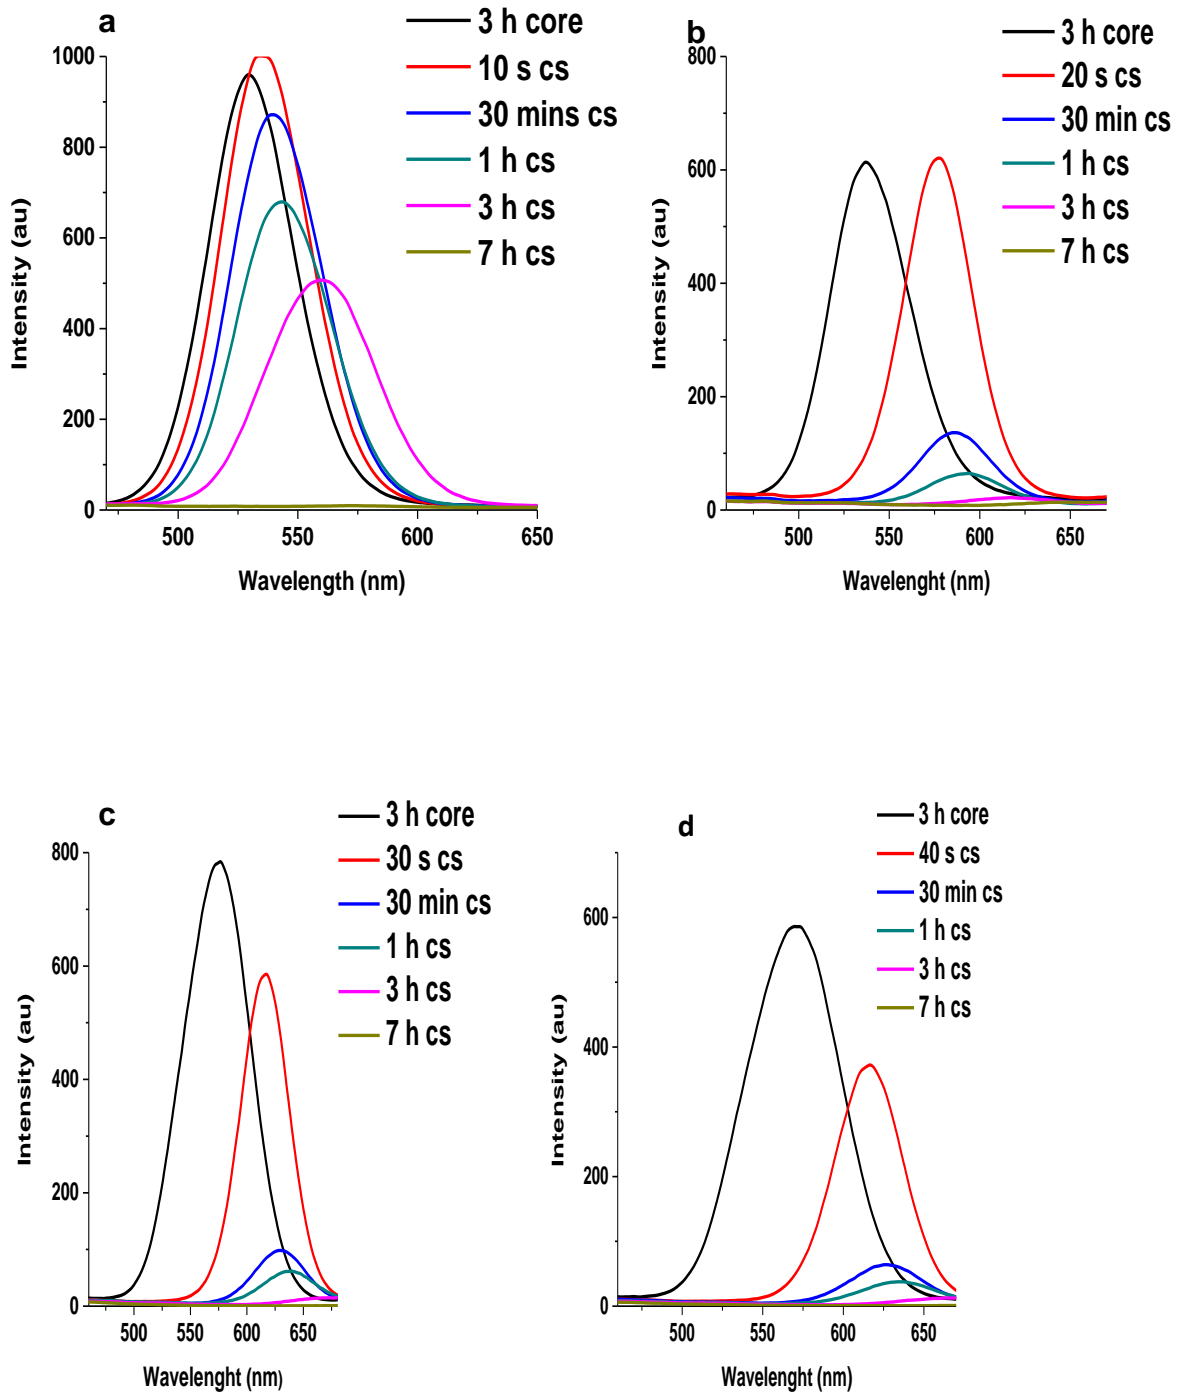 a
3 h core
10 s cs
30 mins cs
1 h cs
3 h cs
7 h cs
1000
800
600
400
200
0
Intensity (au)
500 550 600 650
Wavelength (nm)
b
3 h core
20 s cs
30 min cs
1 h cs
3 h cs
7 h cs
800
600
400
200
0
Intensity (au)
500 550 600 650
Wavelenght (nm)
c
3 h core
30 s cs
30 min cs
1 h cs
3 h cs
7 h cs
800
600
400
200
0
Intensity (au)
500 550 600 650
Wavelenght (nm)
d
3 h core
40 s cs
30 min cs
1 h cs
3 h cs
7 h cs
600
400
200
0
Intensity (au)
500 550 600 650
Wavelenght (nm)